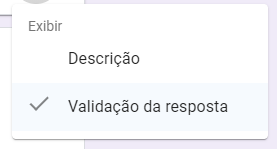 Exibir
Descrição
Validação da resposta